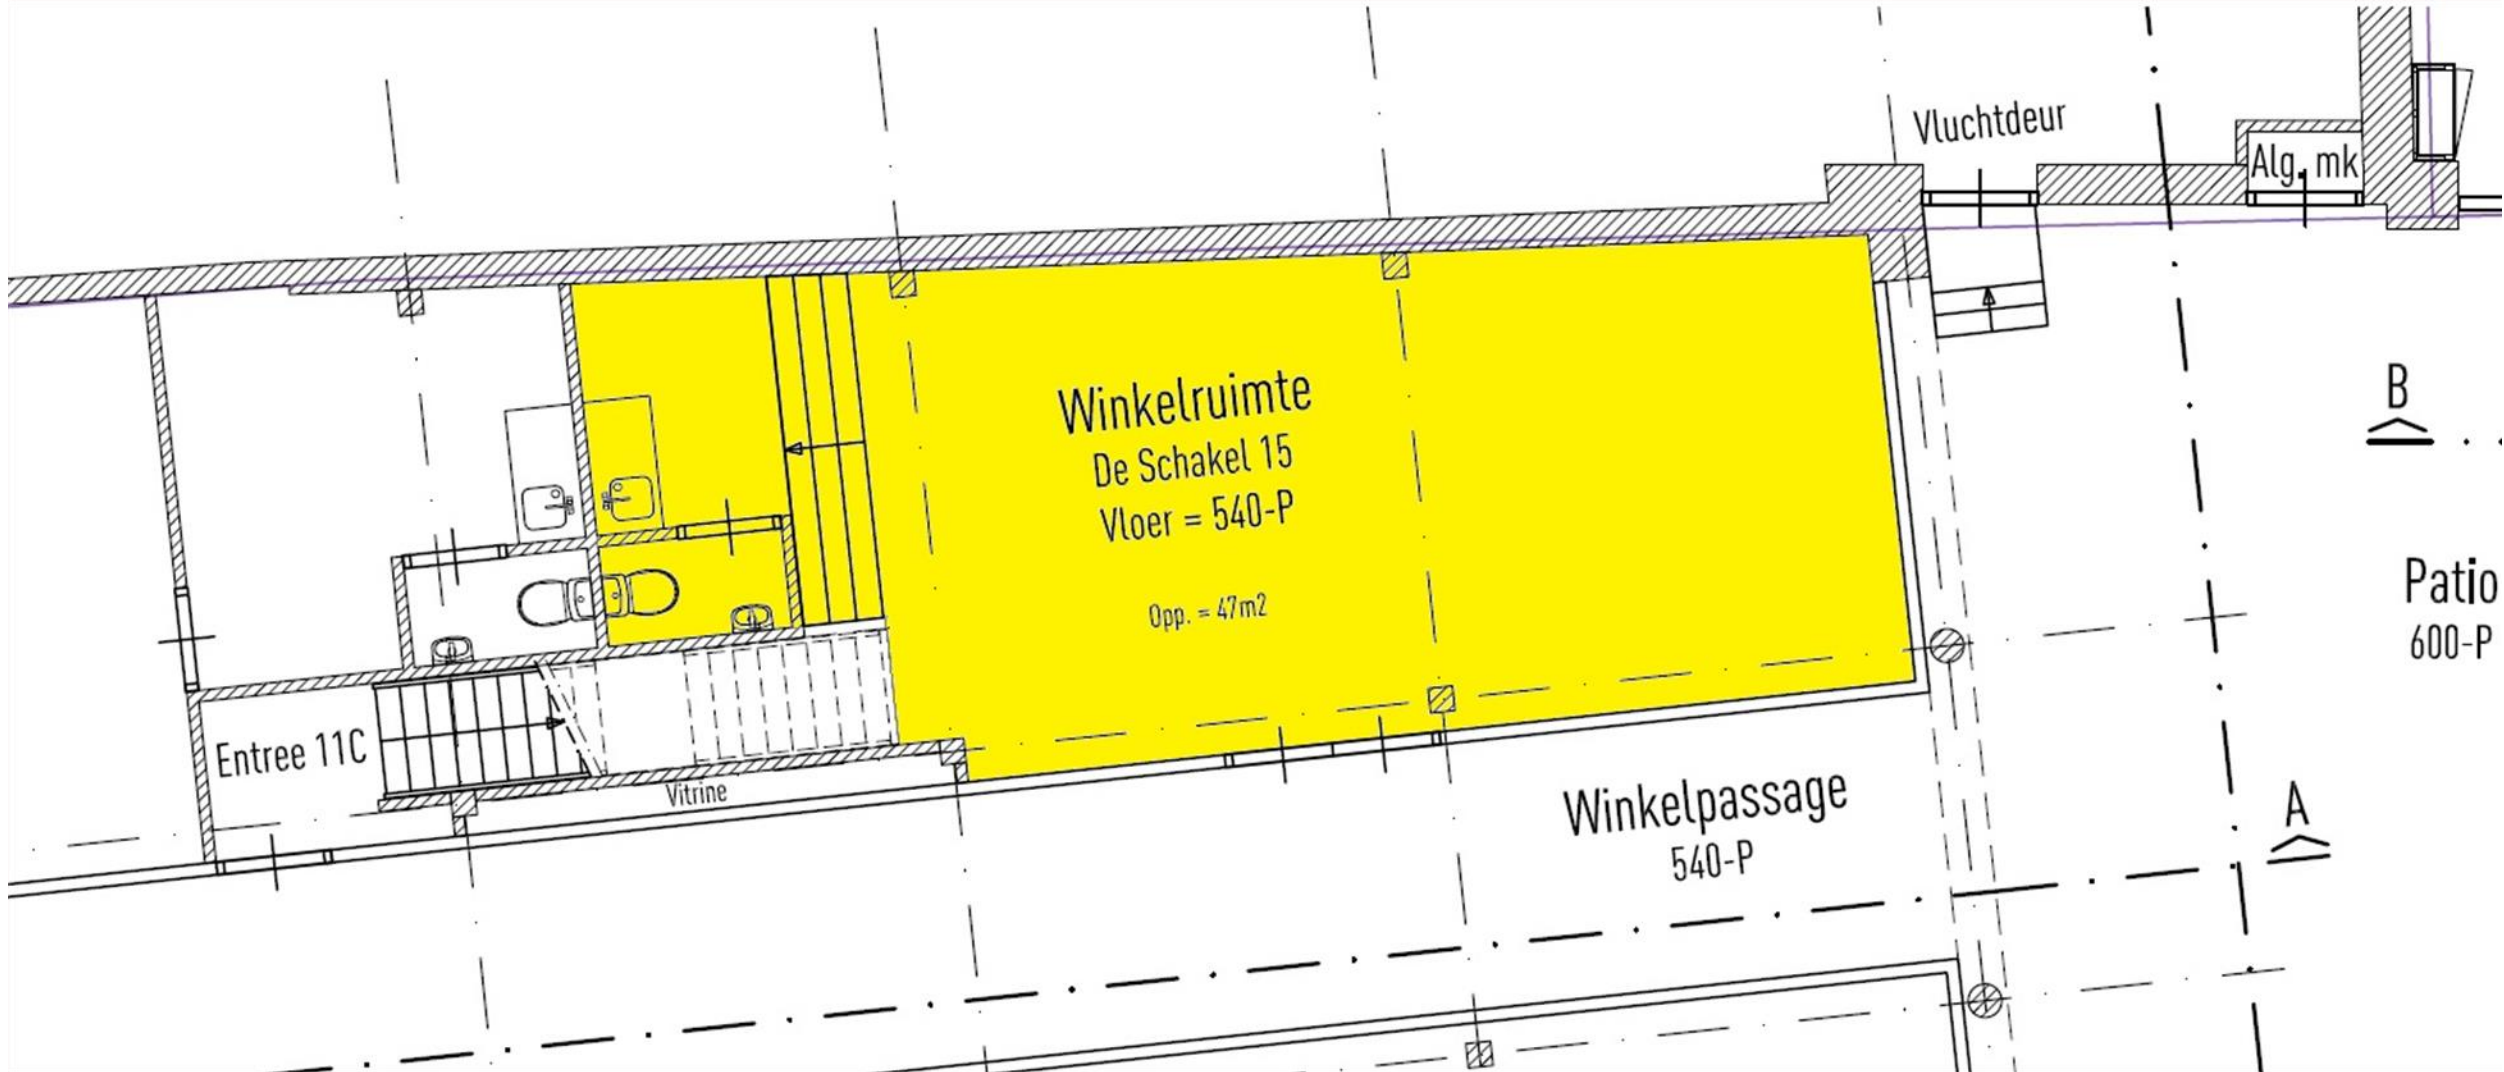 Vluchtdeur
Alg. mk
Winkelruimte
De Schakel 15
Vloer = 540-P
Opp. = 47m2
B
Patio
600-P
Entree 11C
Vitrine
Winkelpassage
540-P
A